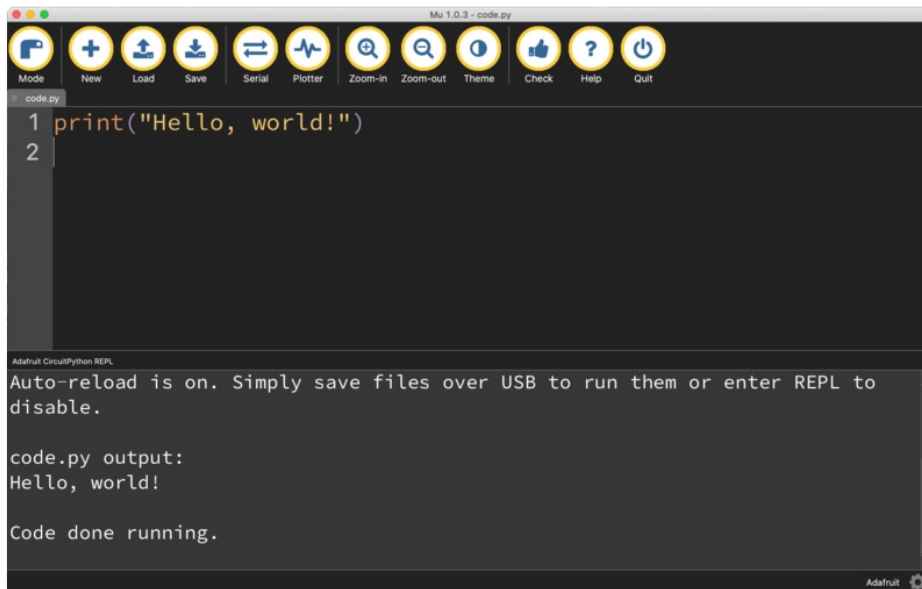 Mu 1.0.3 - code.py
Mode New Load Save Serial Plotter Zoom-in Zoom-out Theme Check Help Quit
code.py
1 print("Hello, world!")
2
Adafruit CircuitPython REPL
Auto-reload is on. Simply save files over USB to run them or enter REPL to
disable.
code.py output:
Hello, world!
Code done running.
Adafruit